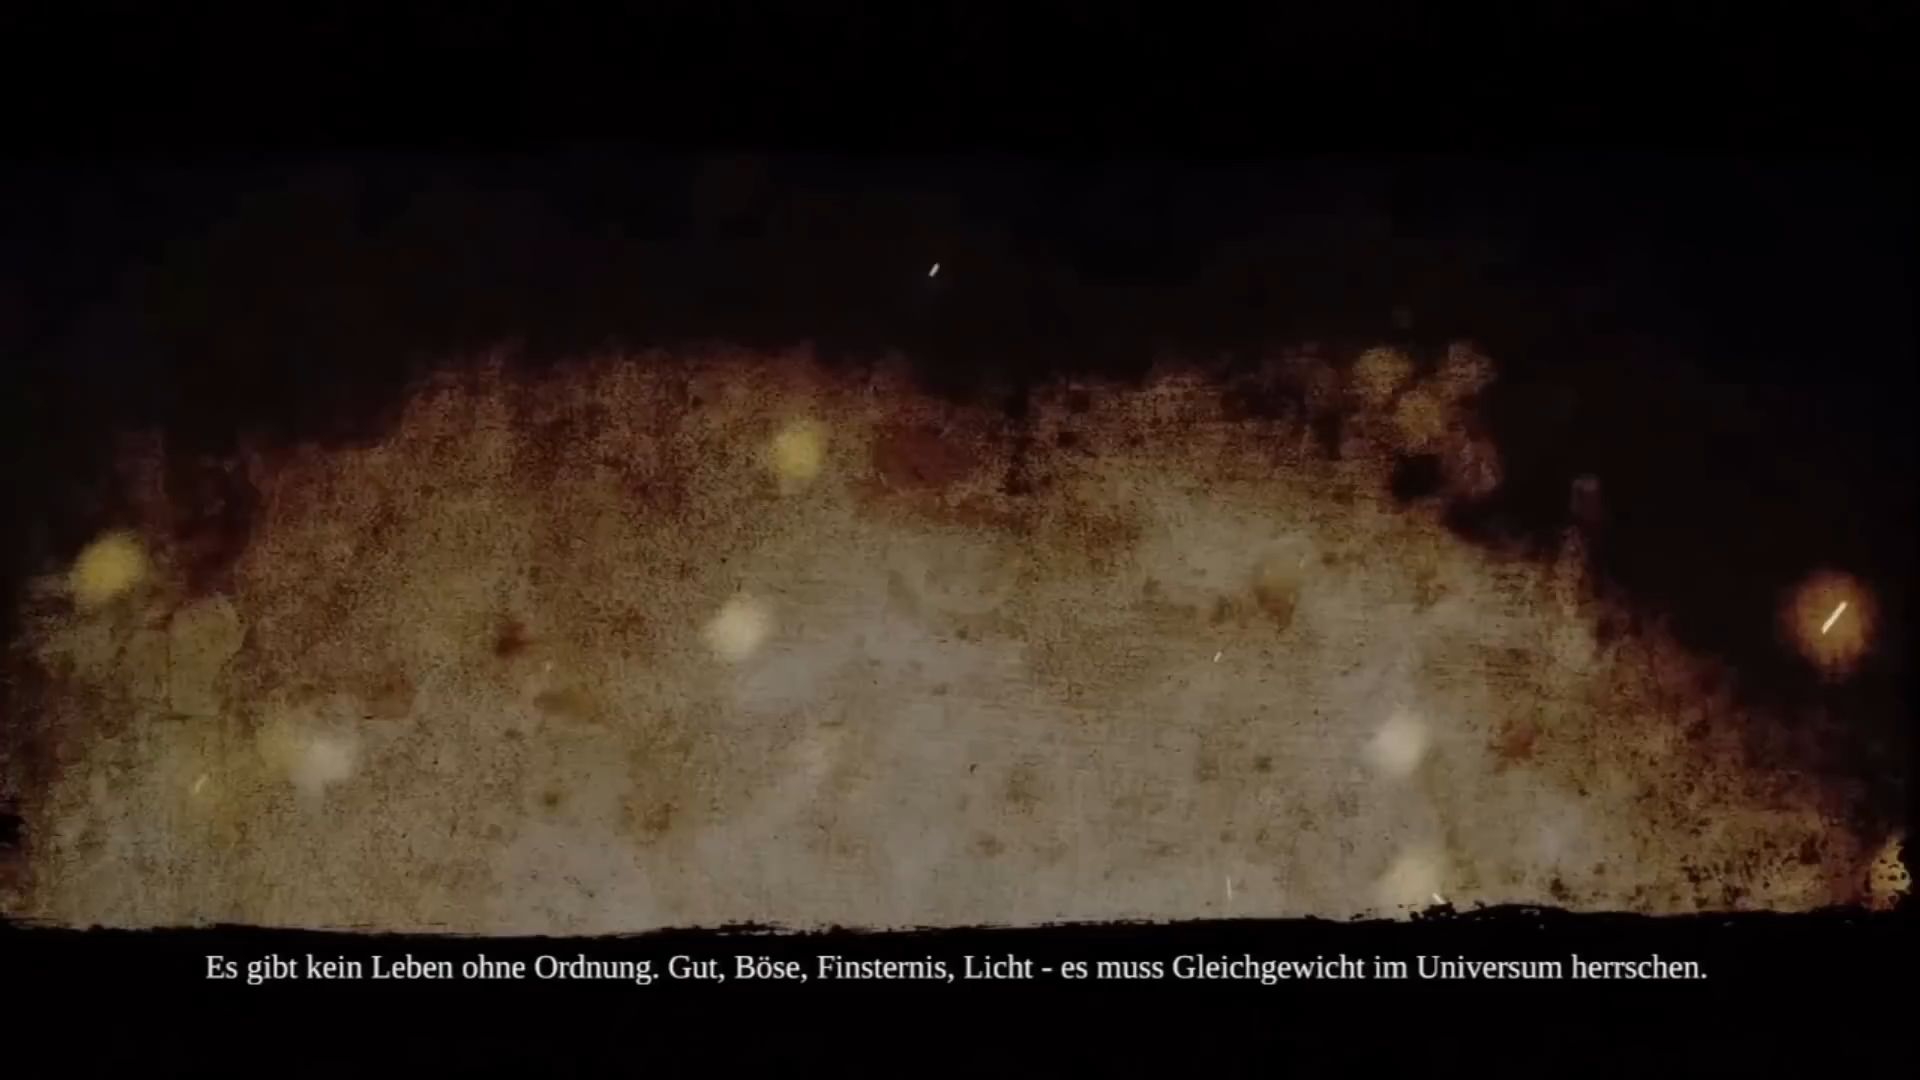 Es gibt kein Leben ohne Ordnung. Gut, Böse, Finsternis, Licht - es muss Gleichgewicht im Universum herrschen.